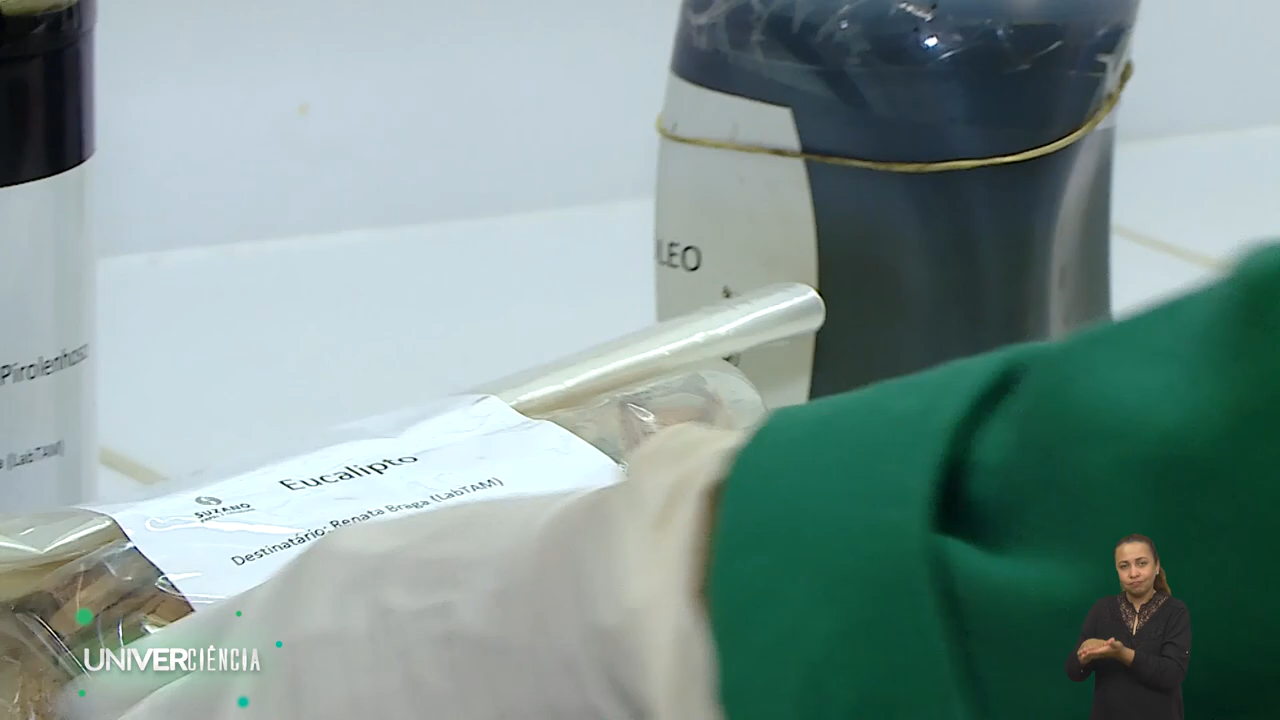 LEO
Pirolenhoso
(LabTAM)
Eucalipto
SUZANO
Destinatário: Renata Braga (LabTAM)
UNIVERCIÊNCIA